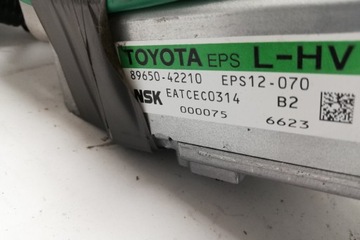 TOYOTA EPS L-HV
89650-42210 EPS12-070
NSK EATCEC0314 B2
000075 6623